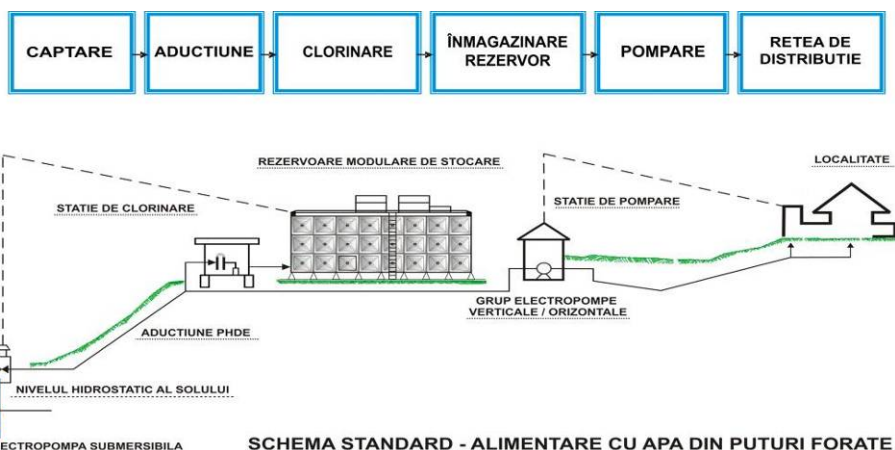 CAPTARE
ADUCTIUNE
CLORINARE
ÎNMAGAZINARE
REZERVOR
POMPARE
RETEA DE
DISTRIBUTIE
REZERVOARE MODULARE DE STOCARE
LOCALITATE
STATIE DE CLORINARE
STATIE DE POMPARE
GRUP ELECTROPOMPE
VERTICALE / ORIZONTALE
ADUCTIUNE PHDE
NIVELUL HIDROSTATIC AL SOLULUI
ECTROPOMPA SUBMERSIBILA
SCHEMA STANDARD - ALIMENTARE CU APA DIN PUTURI FORATE